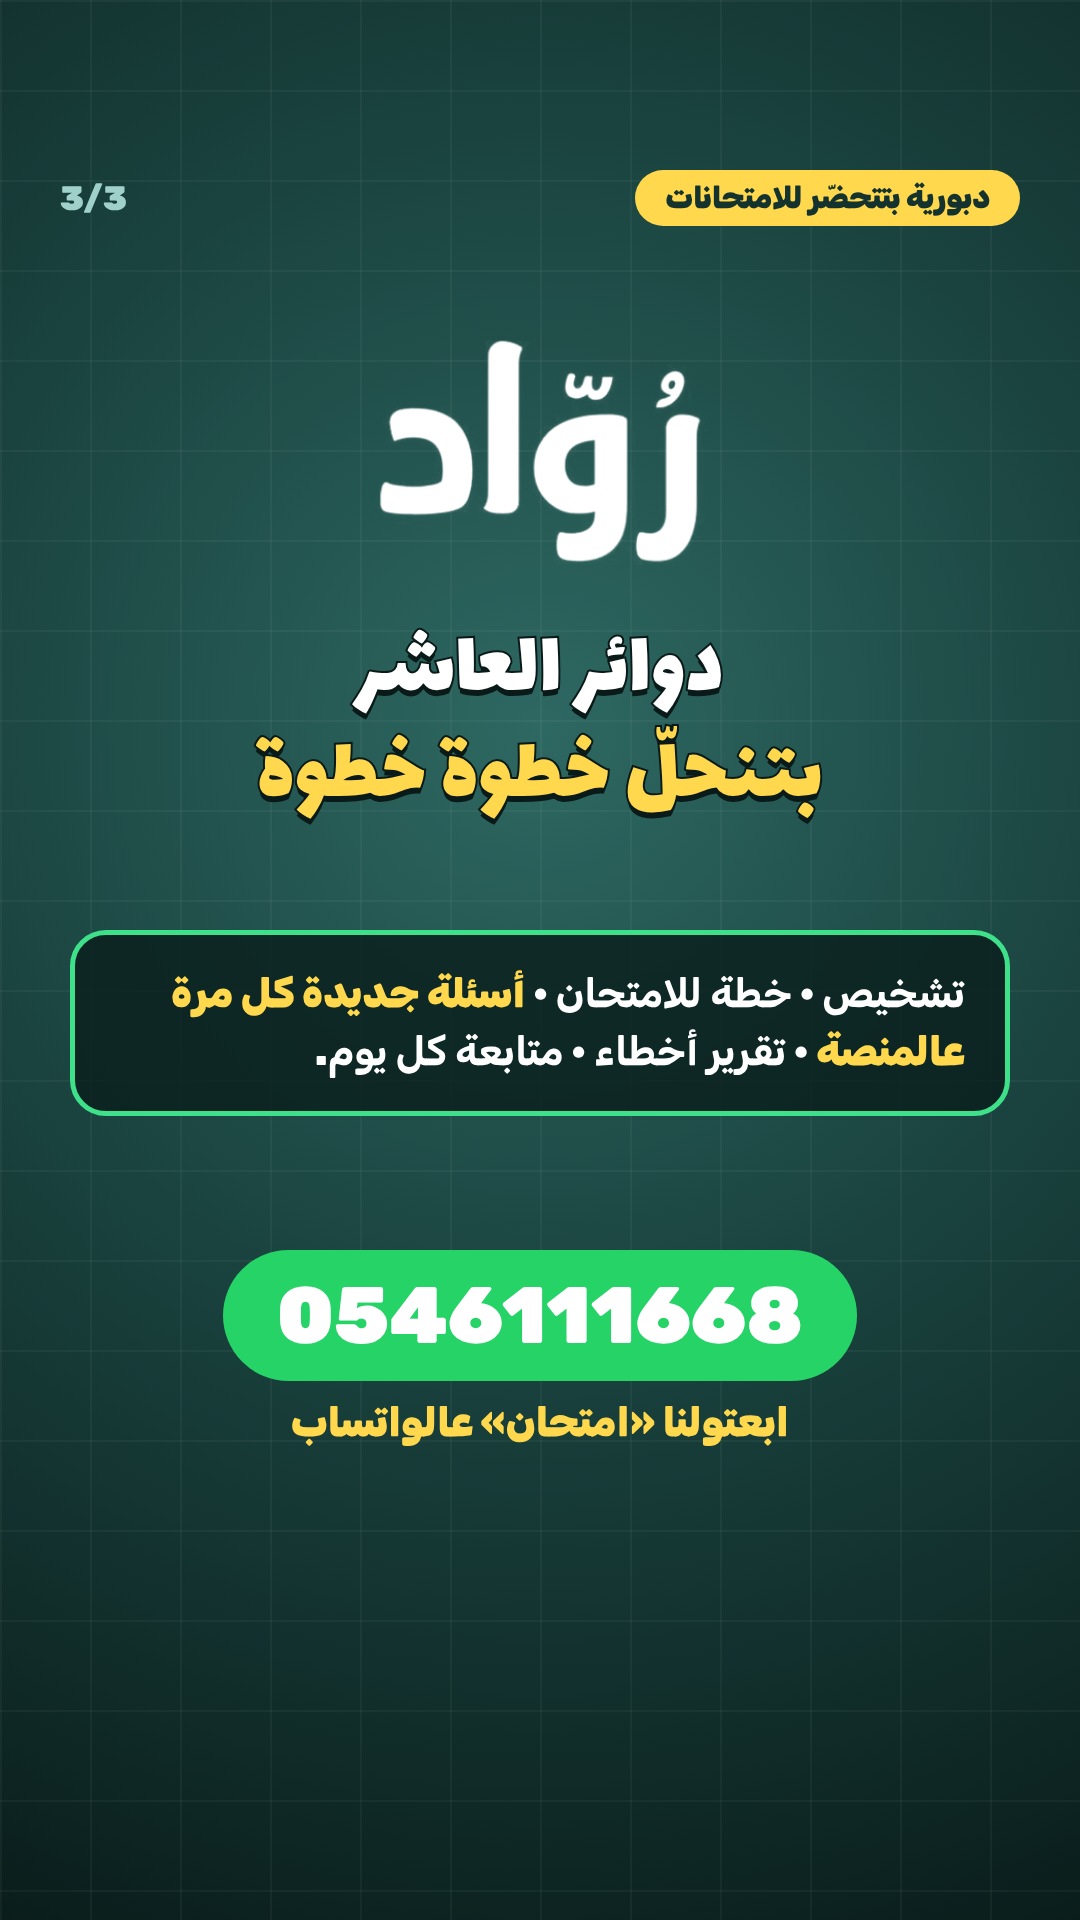 دبورية بتتحضّر للامتحانات
3/3
رُوّاد
دوائر العاشر
بتنحلّ خطوة خطوة
تشخيص • خطة للامتحان • أسئلة جديدة كل مرة
عالمنصة • تقرير أخطاء • متابعة كل يوم.
0546111668
ابعتولنا «امتحان» عالواتساب